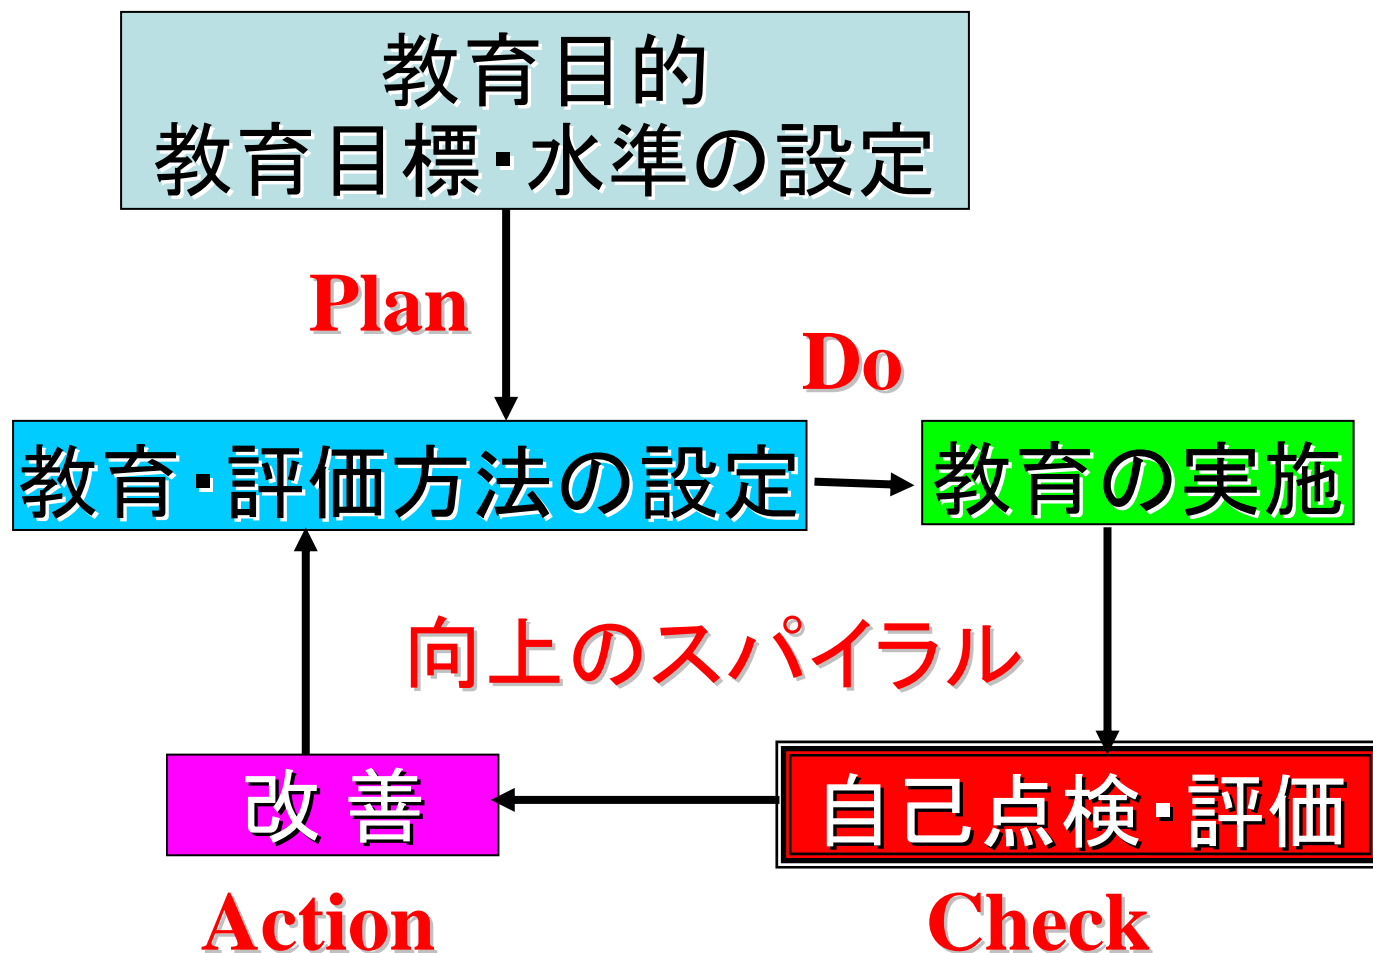 教育目的
教育目標・水準の設定
Plan
Do
教育・評価方法の設定
教育の実施
向上のスパイラル
改 善
自己点検・評価
Action
Check